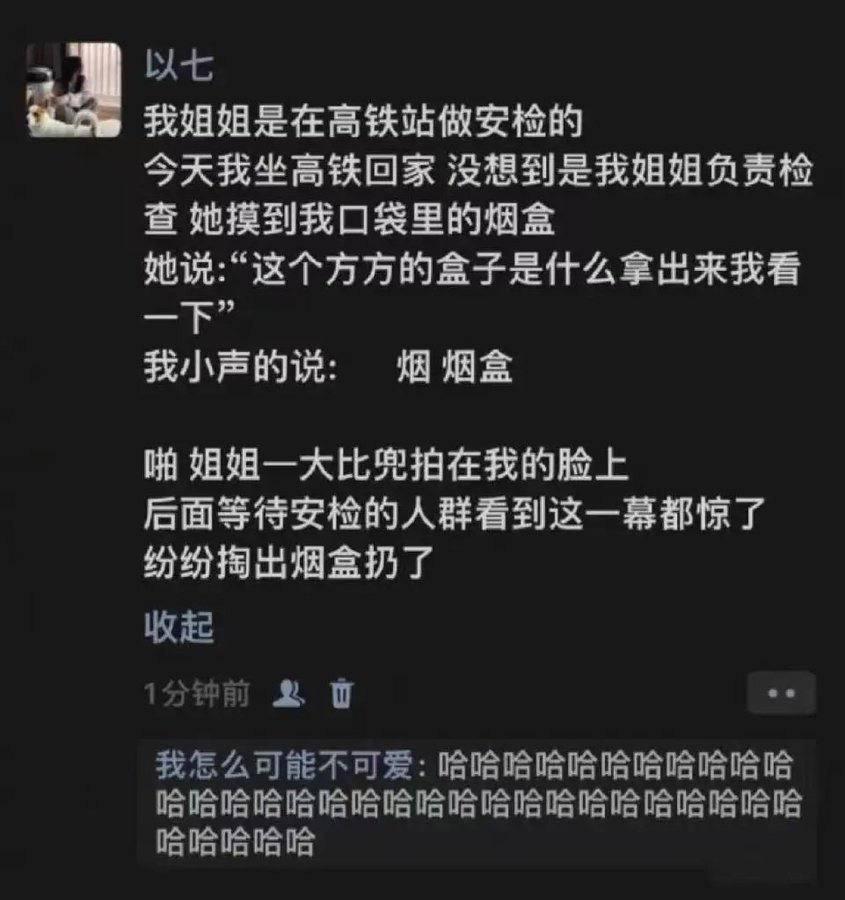 以七
我姐姐是在高铁站做安检的
今天我坐高铁回家 没想到是我姐姐负责检
查 她摸到我口袋里的烟盒
她说:“这个方方的盒子是什么拿出来我看
一下”
我小声的说: 烟 烟盒
啪 姐姐一大比兜拍在我的脸上
后面等待安检的人群看到这一幕都惊了
纷纷掏出烟盒扔了
收起
1分钟前
我怎么可能不可爱: 哈哈哈哈哈哈哈哈哈哈哈
哈哈哈哈哈哈哈哈哈哈哈哈哈哈哈哈哈哈哈哈
哈哈哈哈哈